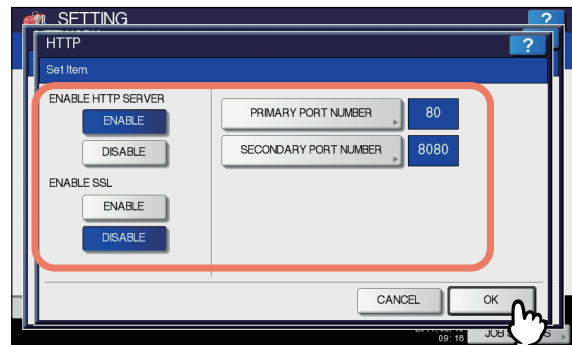 SETTING
?
HTTP
?
Set Item.
ENABLE HTTP SERVER
ENABLE
DISABLE
ENABLE SSL
ENABLE
DISABLE
PRIMARY PORT NUMBER
80
SECONDARY PORT NUMBER
8080
CANCEL
OK
09:18
JOB